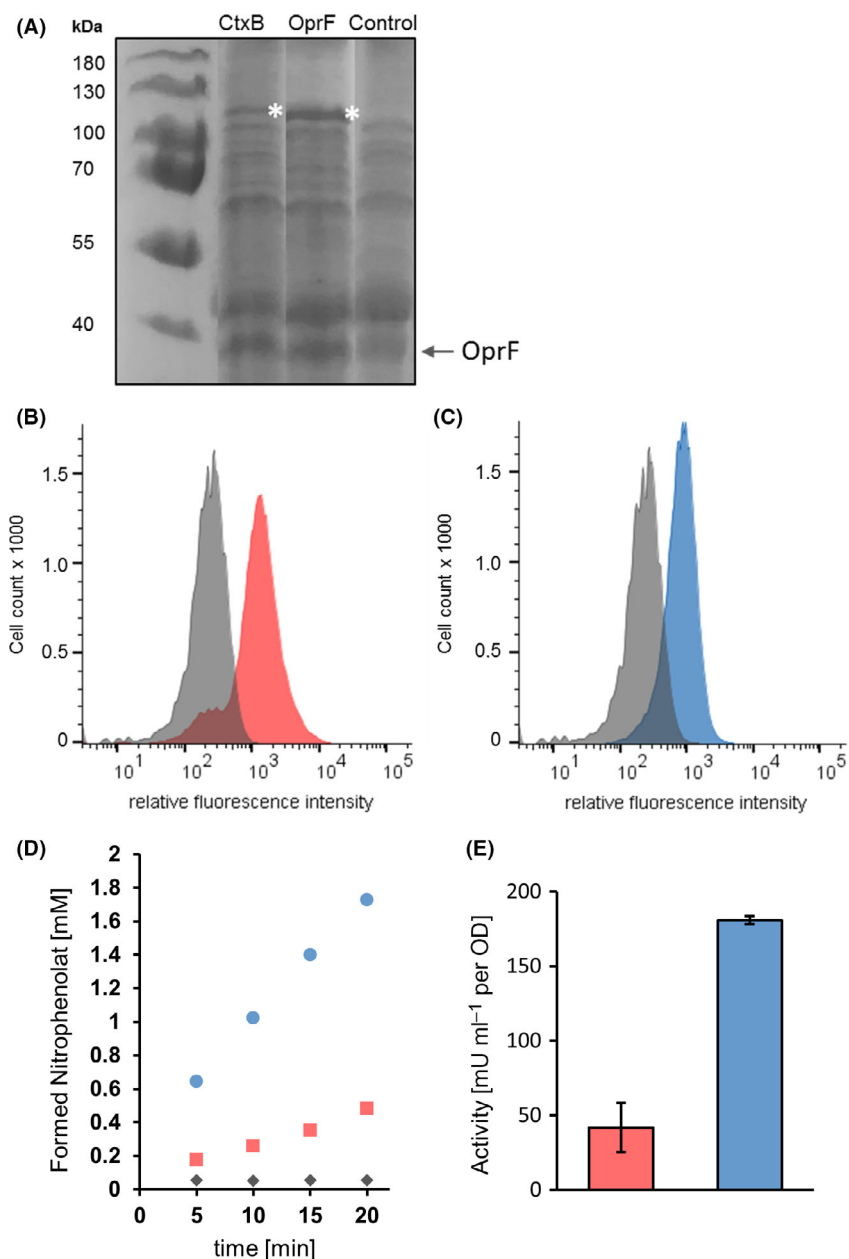 (A) kDa CtxB OprF Control
180
130
100
70
55
40
* *
← OprF
(B)
Cell count x 1000
1.5
1.0
0.5
0
10^1 10^2 10^3 10^4 10^5
relative fluorescence intensity
(C)
Cell count x 1000
1.5
1.0
0.5
0
10^1 10^2 10^3 10^4 10^5
relative fluorescence intensity
(D)
Formed Nitrophenolat [mM]
2
1.8
1.6
1.4
1.2
1
0.8
0.6
0.4
0.2
0
0 5 10 15 20
time [min]
(E)
Activity [mU ml⁻¹ per OD]
200
150
100
50
0